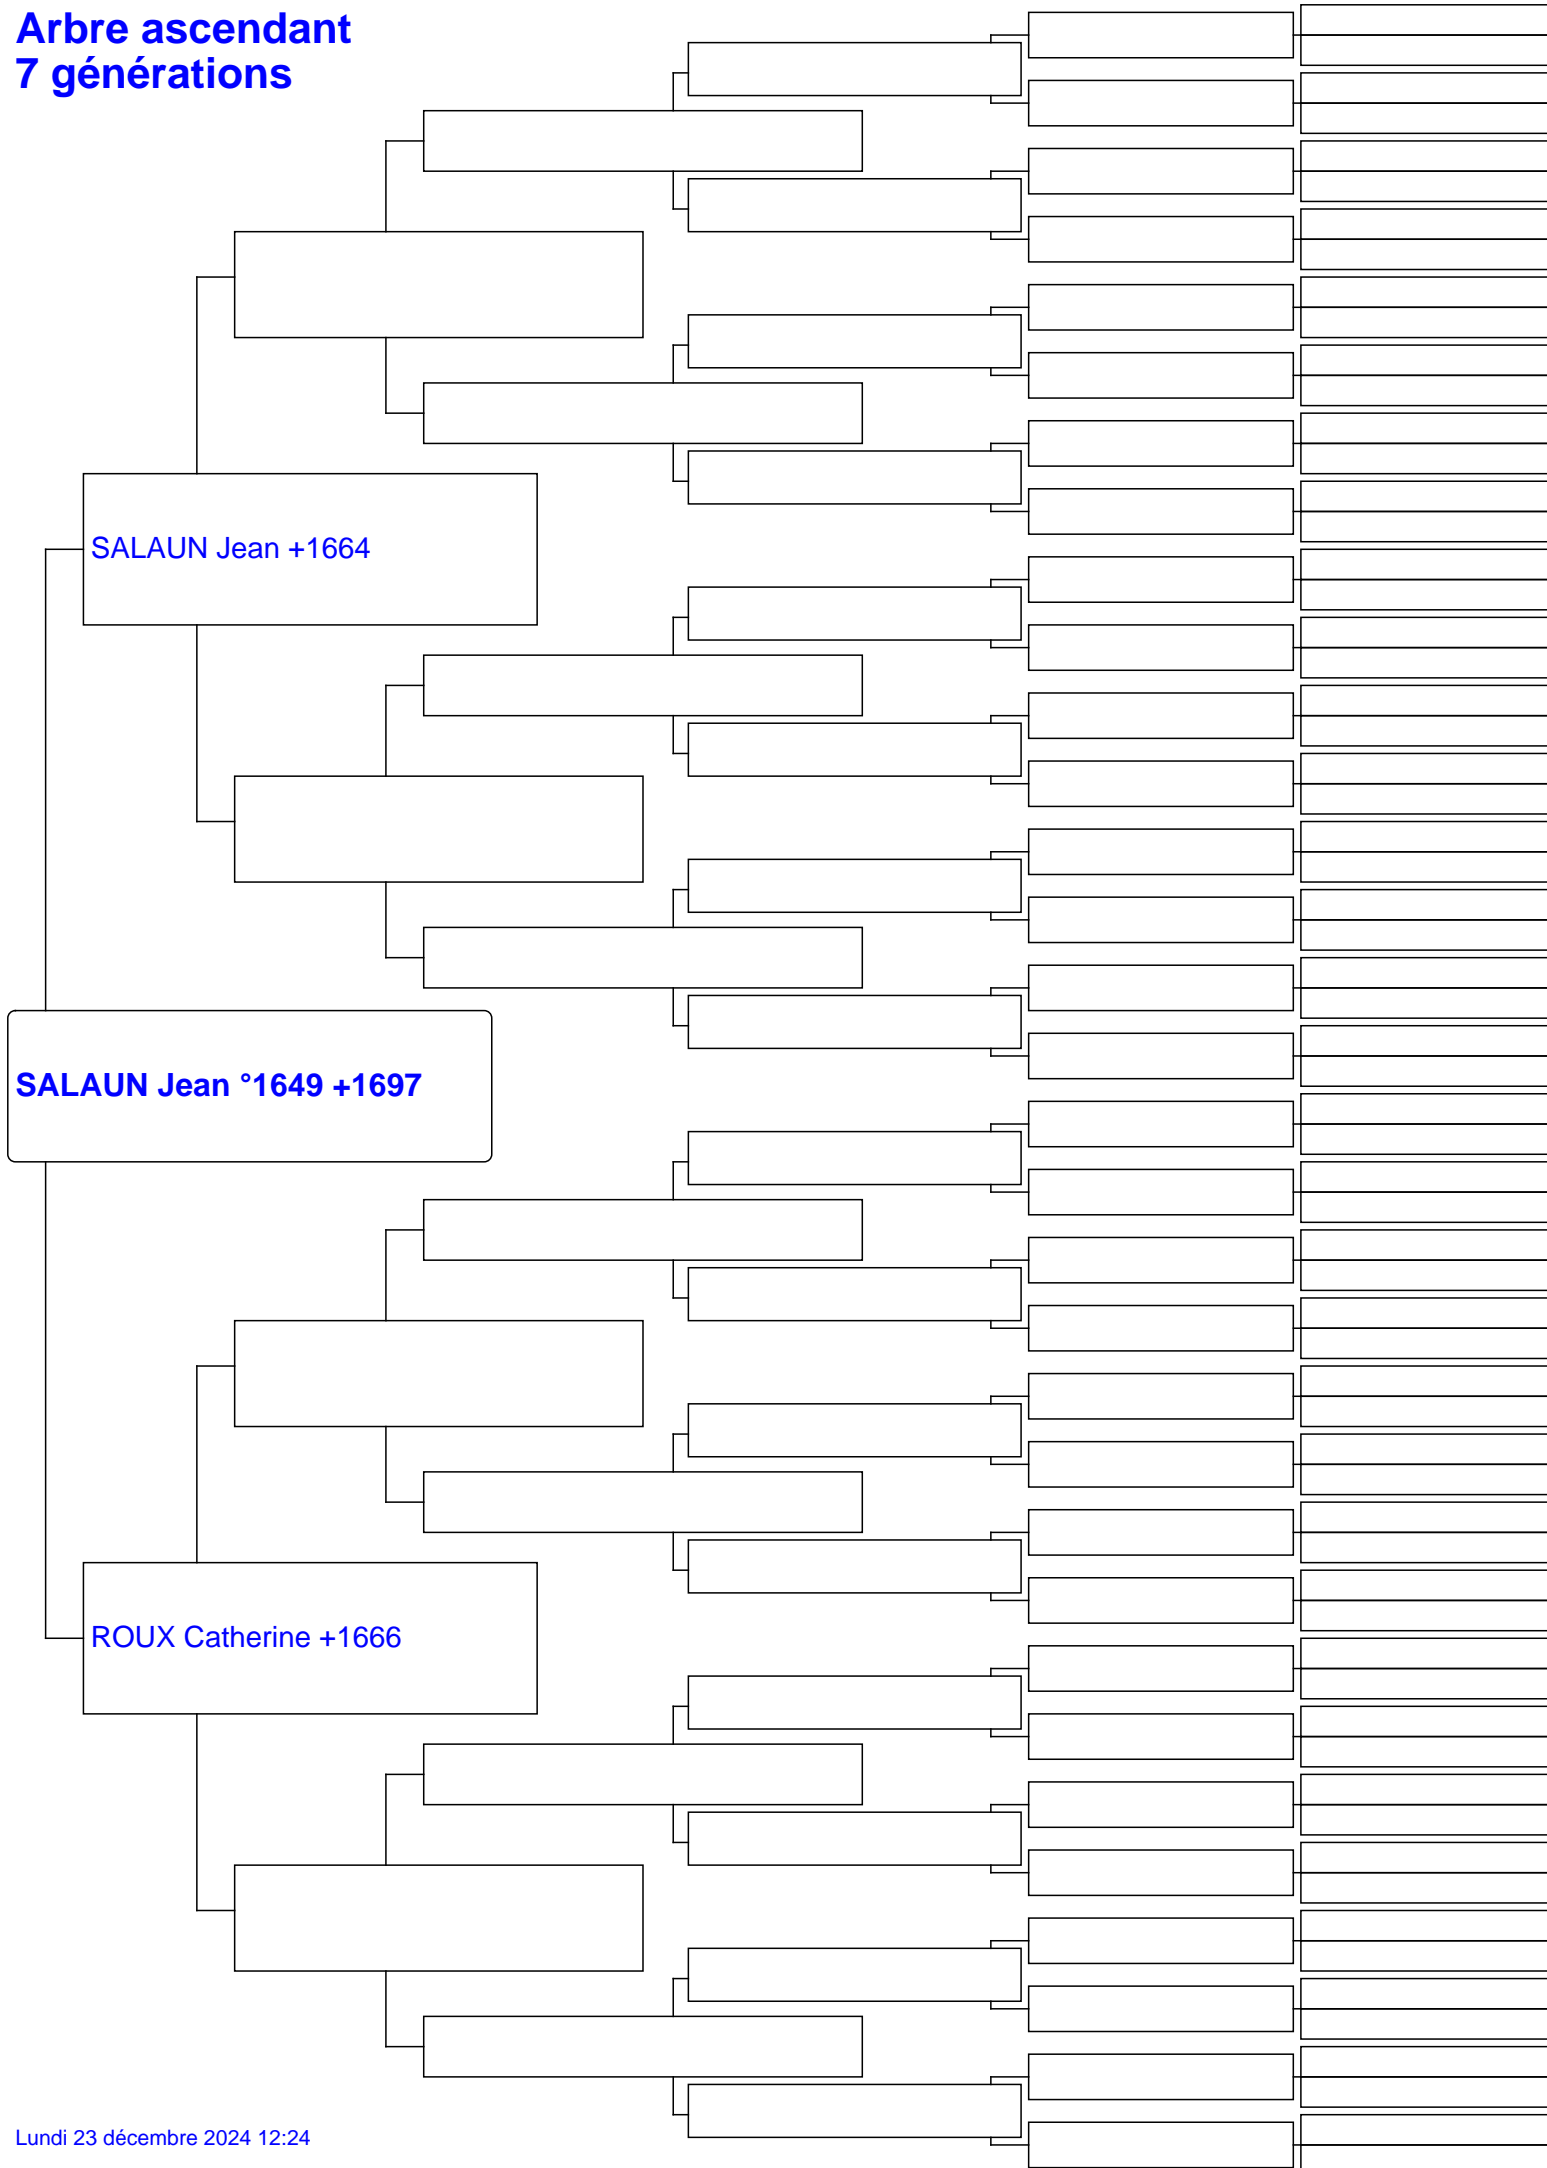 Arbre ascendant
7 générations
SALAUN Jean +1664
SALAUN Jean °1649 +1697
ROUX Catherine +1666
Lundi 23 décembre 2024 12:24